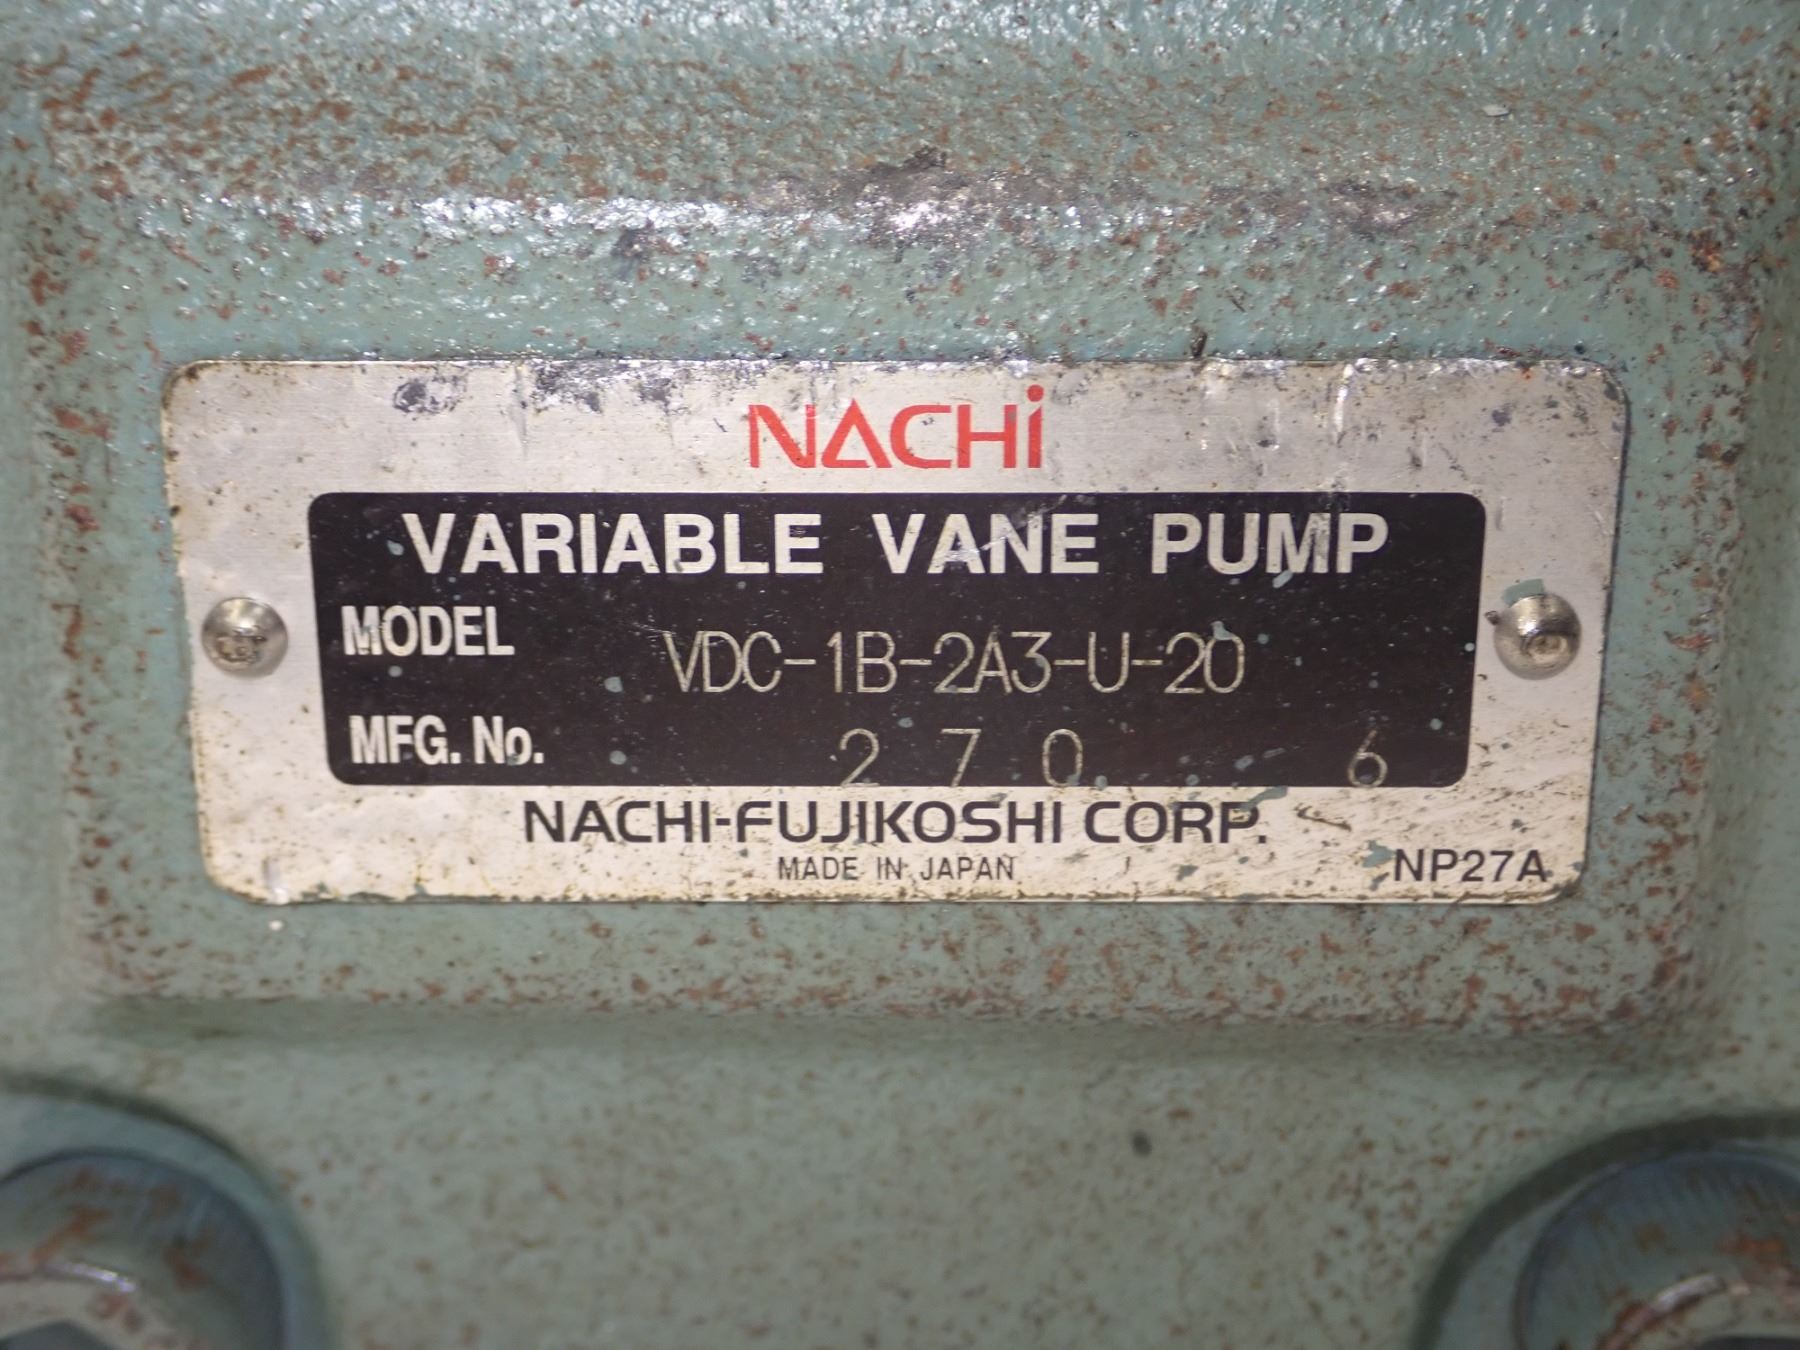 NACHi
VARIABLE VANE PUMP
MODEL VDC-1B-2A3-U-20
MFG. No. 2 7 0 6
NACHI-FUJIKOSHI CORP.
MADE IN JAPAN
NP27A